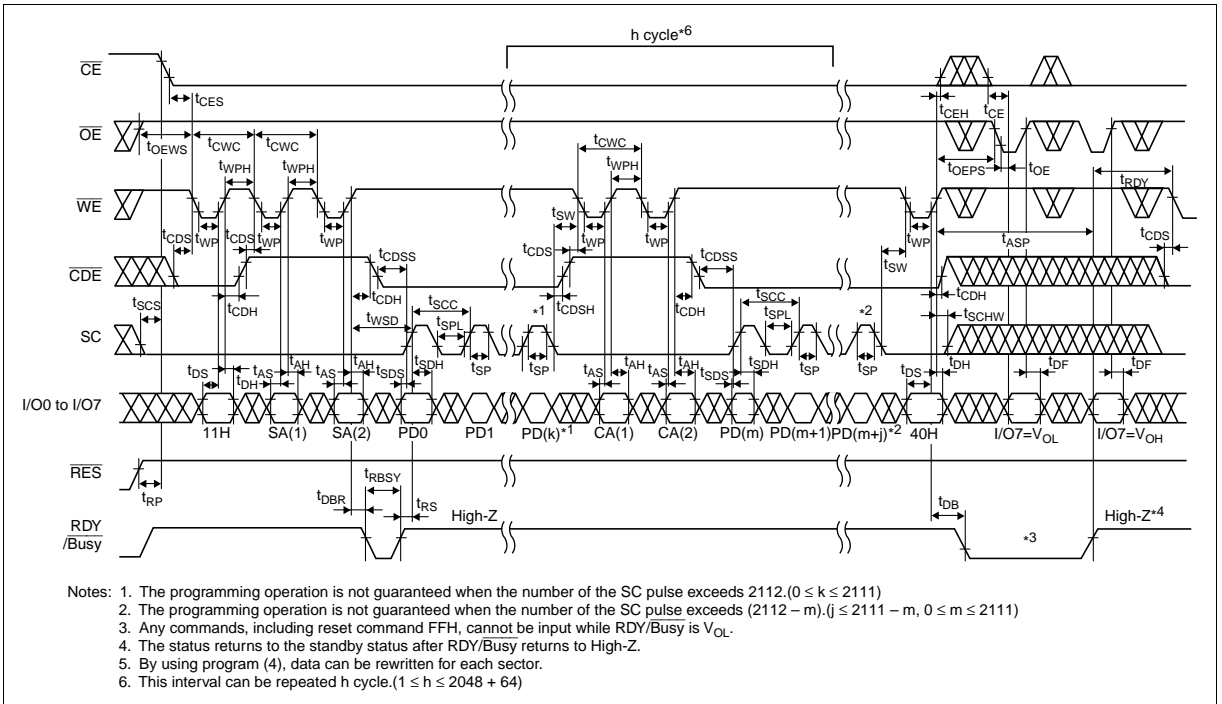 h cycle*6
CE
tCES
tCEH
tCE
OE
tOEWS
tCWC
tCWC
tCWC
tOEPS
tOE
tRDY
tWPH
tWPH
tWPH
WE
tCDS
tWP
tCDS
tWP
tWP
tSW
tCDS
tWP
tWP
tSW
tWP
tASP
tCDS
CDE
tCDSS
tCDSS
tSCS
tCDH
tCDH
tWSD
tSCC
tSPL
*1
tCDSH
tCDH
tSCC
tSPL
*2
tCDH
tSCHW
SC
tSP
tSP
tSP
tSP
tDS
tDH
tAS
tAH
tAS
tAH
tSDS
tSDH
tAS
tAH
tAS
tAH
tSDS
tSDH
tDS
tDH
tDF
tDF
I/O0 to I/O7
11H
SA(1)
SA(2)
PD0
PD1
PD(k)*1
CA(1)
CA(2)
PD(m)
PD(m+1)
PD(m+j)*2
40H
I/O7=VOL
I/O7=VOH
RES
tRP
tDBR
tRBSY
tRS
tDB
RDY
/Busy
High-Z
*3
High-Z*4
Notes: 1. The programming operation is not guaranteed when the number of the SC pulse exceeds 2112.(0 ≤ k ≤ 2111)
2. The programming operation is not guaranteed when the number of the SC pulse exceeds (2112 – m).(j ≤ 2111 – m, 0 ≤ m ≤ 2111)
3. Any commands, including reset command FFH, cannot be input while RDY/Busy is VOL.
4. The status returns to the standby status after RDY/Busy returns to High-Z.
5. By using program (4), data can be rewritten for each sector.
6. This interval can be repeated h cycle.(1 ≤ h ≤ 2048 + 64)